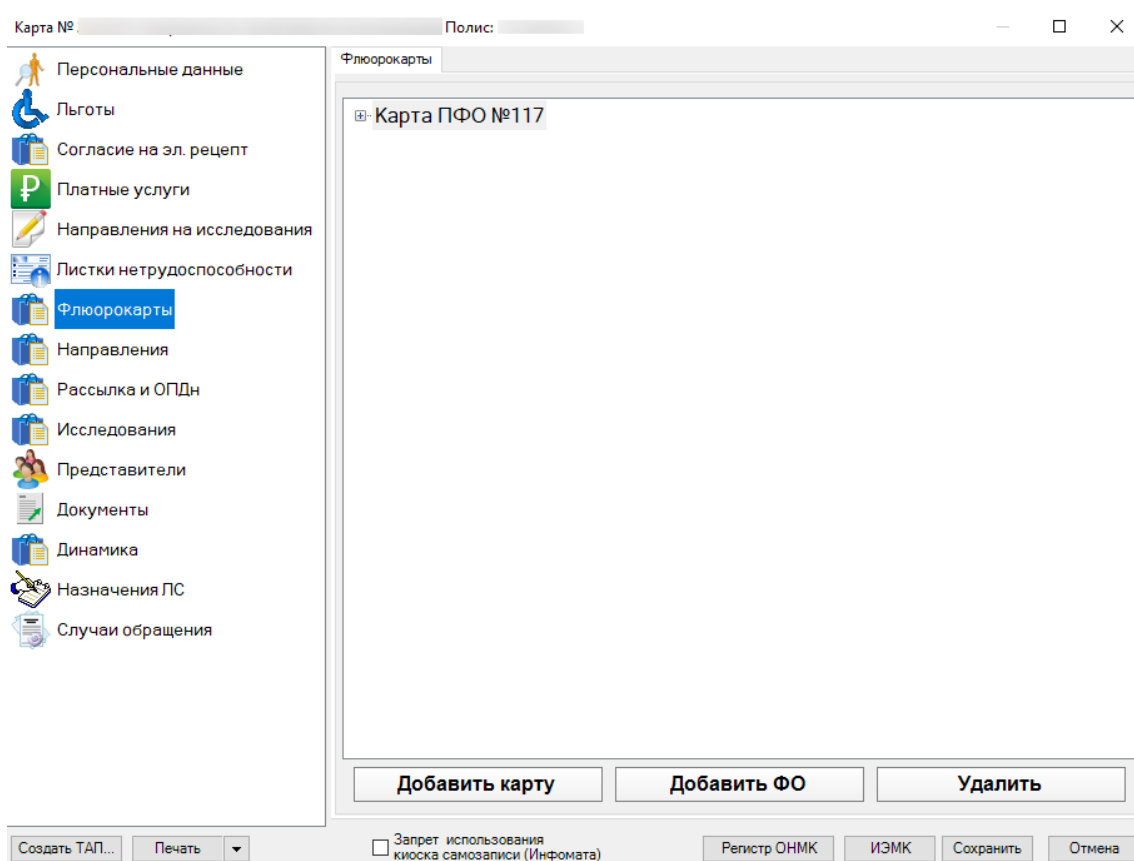 Карта № Полис:
Персональные данные
Льготы
Согласие на эл. рецепт
Платные услуги
Направления на исследования
Листки нетрудоспособности
Флюорокарты
Направления
Рассылка и ОПДн
Исследования
Представители
Документы
Динамика
Назначения ЛС
Случаи обращения
Флюорокарты
Карта ПФО №117
Добавить карту Добавить ФО Удалить
Создать ТАП... Печать
Запрет использования
киоска самозаписи (Инфомата)
Регистр ОНМК ИЭМК Сохранить Отмена